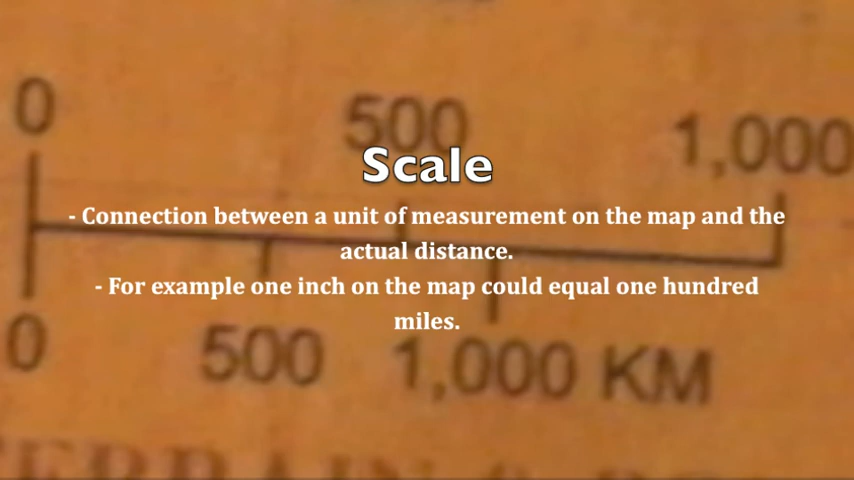 0 500 1,000
Scale
- Connection between a unit of measurement on the map and the
actual distance.
- For example one inch on the map could equal one hundred
miles.
0 500 1,000 KM